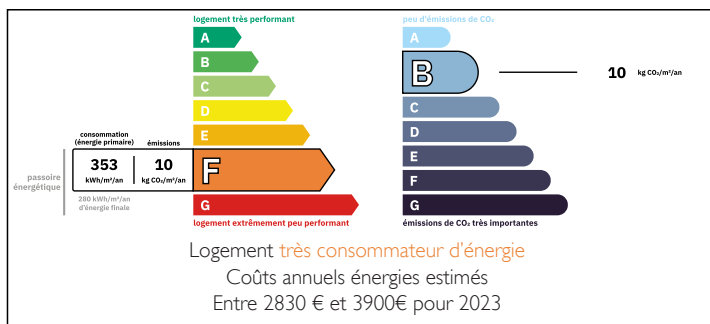 logement très performant
A
B
C
D
E
consommation
(énergie primaire)
émissions
353
kWh/m²/an
10
kg CO₂/m²/an
F
passoire
énergétique
280 kWh/m²/an
d'énergie finale
G
logement extrêmement peu performant
peu d'émissions de CO₂
A
B
10 kg CO₂/m²/an
C
D
E
F
G
émissions de CO₂ très importantes
Logement très consommateur d'énergie
Coûts annuels énergies estimés
Entre 2830 € et 3900€ pour 2023